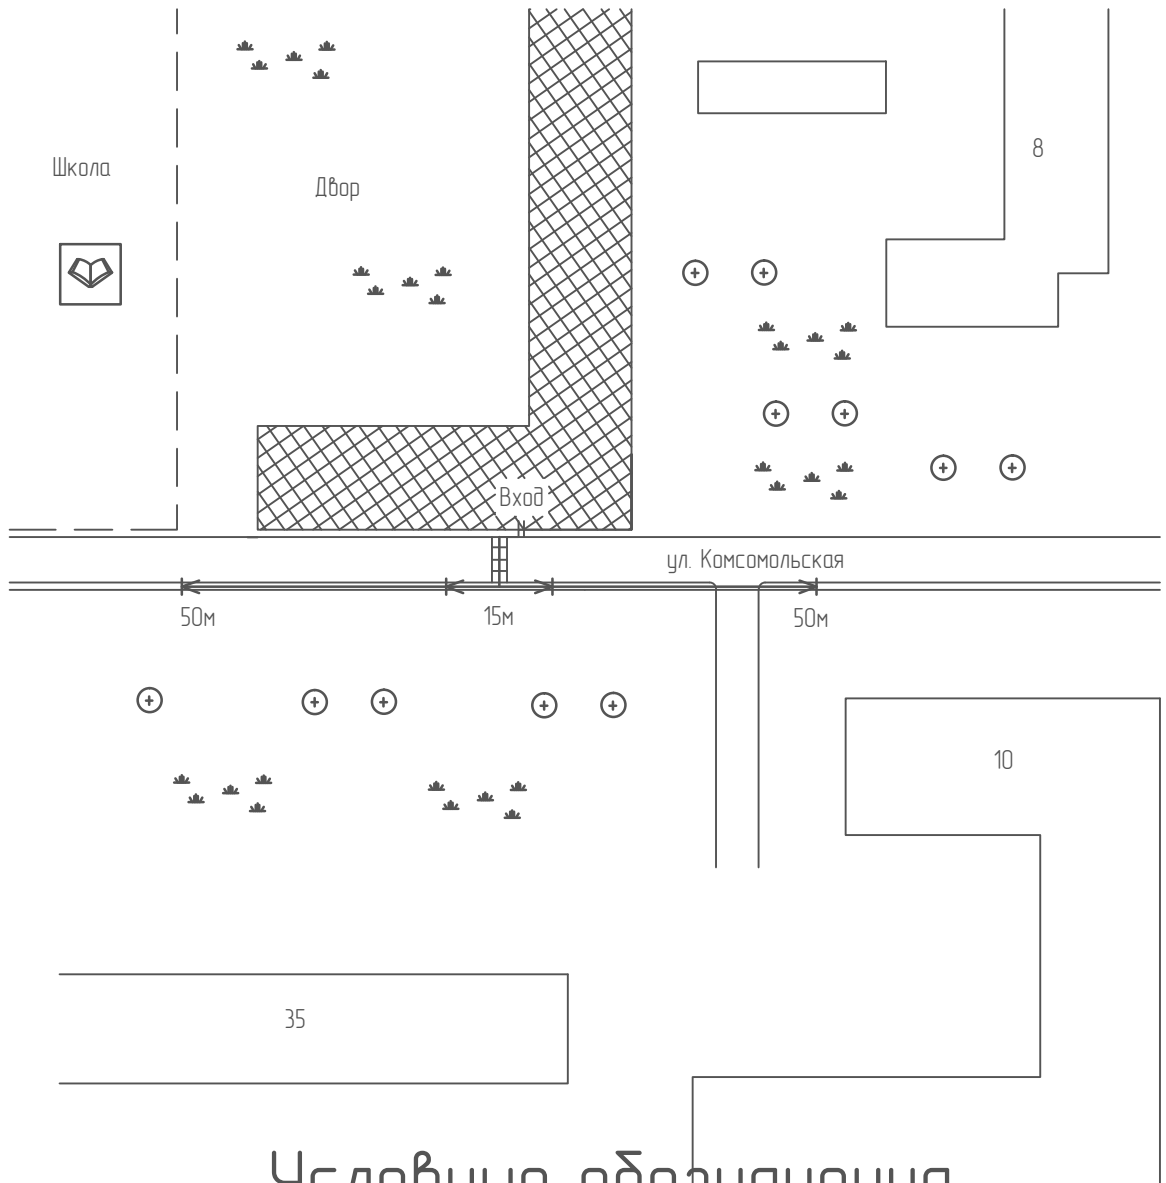 8
Школа
Двор
Вход
ул. Комсомольская
50м
15м
50м
10
35
Условные обозначения